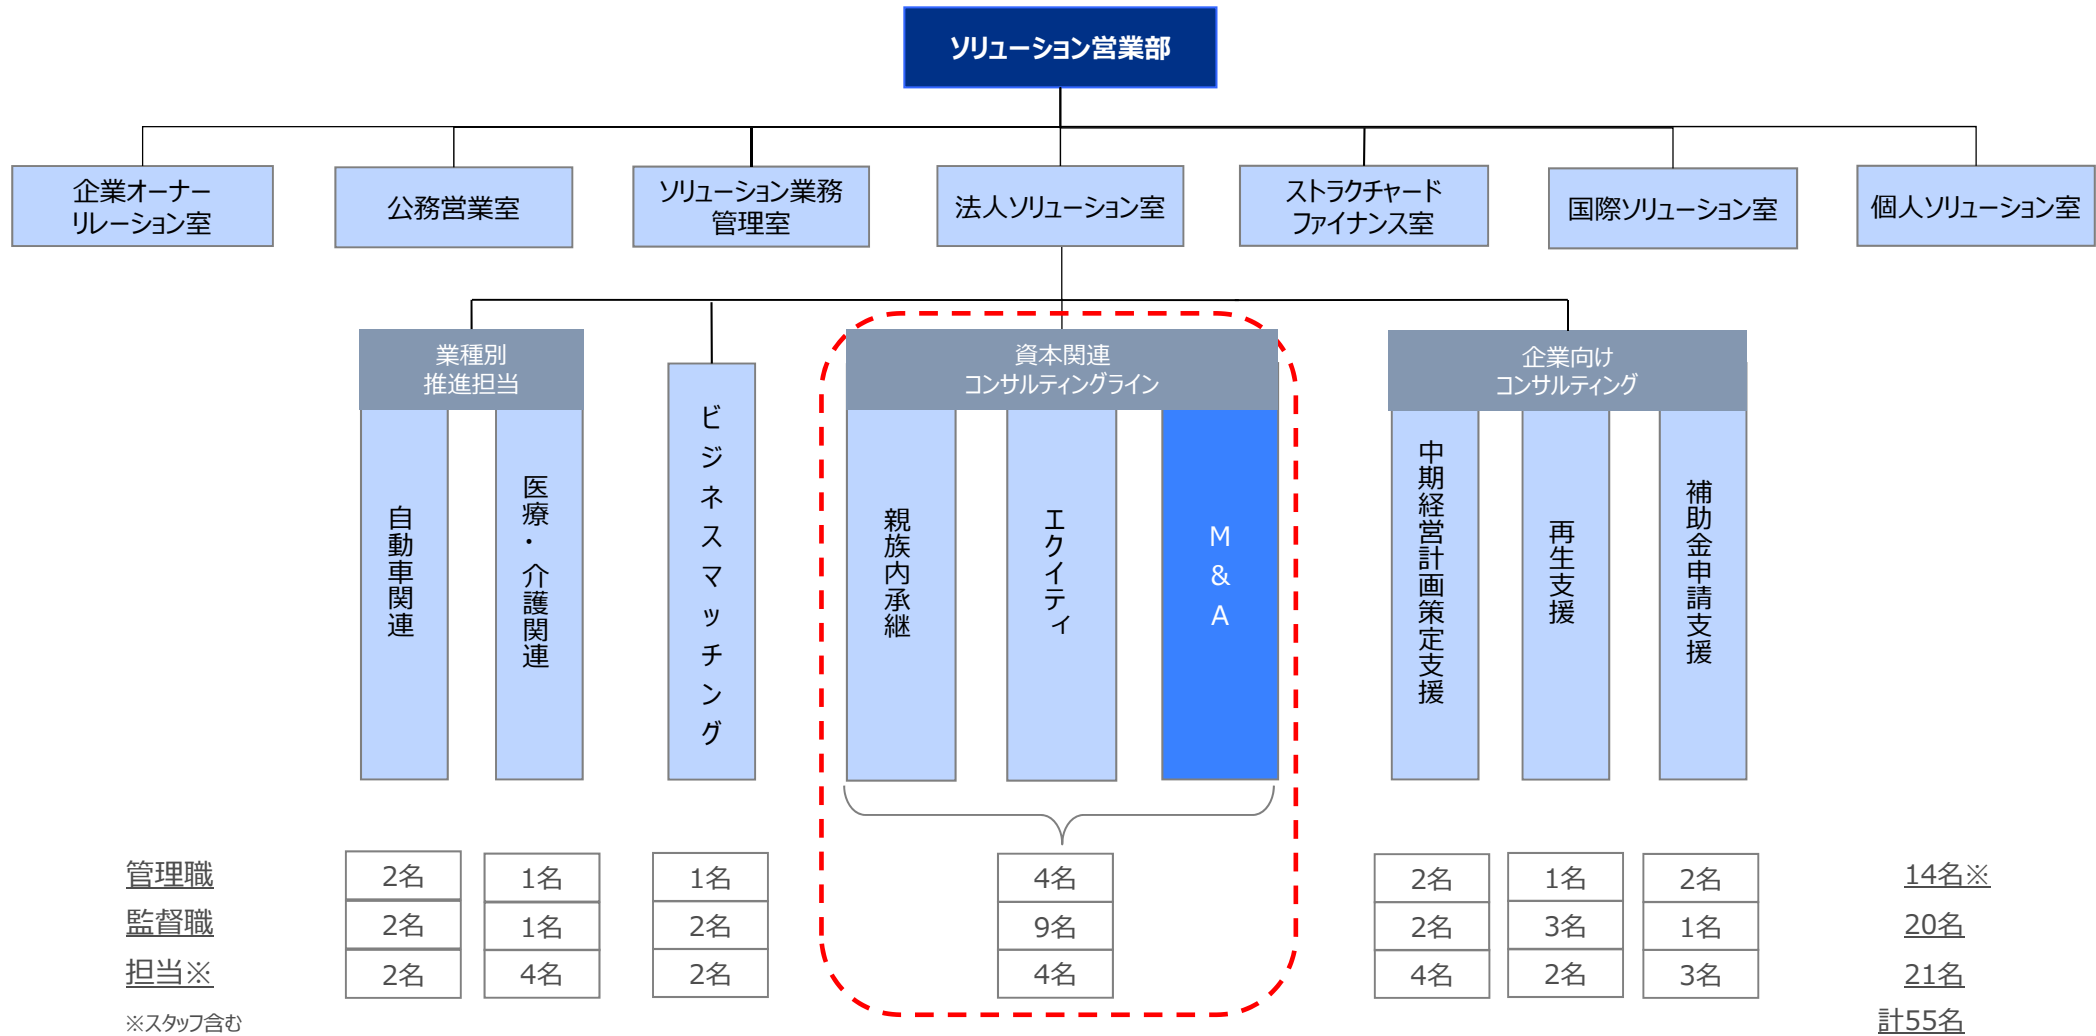 ソリューション営業部
企業オーナー
リレーション室
公務営業室
ソリューション業務
管理室
法人ソリューション室
ストラクチャード
ファイナンス室
国際ソリューション室
個人ソリューション室
業種別
推進担当
資本関連
コンサルティングライン
企業向け
コンサルティング
自動車関連
医療・介護関連
ビジネスマッチング
親族内承継
エクイティ
M&A
中期経営計画策定支援
再生支援
補助金申請支援
管理職 2名 1名 1名 4名 2名 1名 2名 14名※
監督職 2名 1名 2名 9名 2名 3名 1名 20名
担当※ 2名 4名 2名 4名 4名 2名 3名 21名
※スタッフ含む 計55名